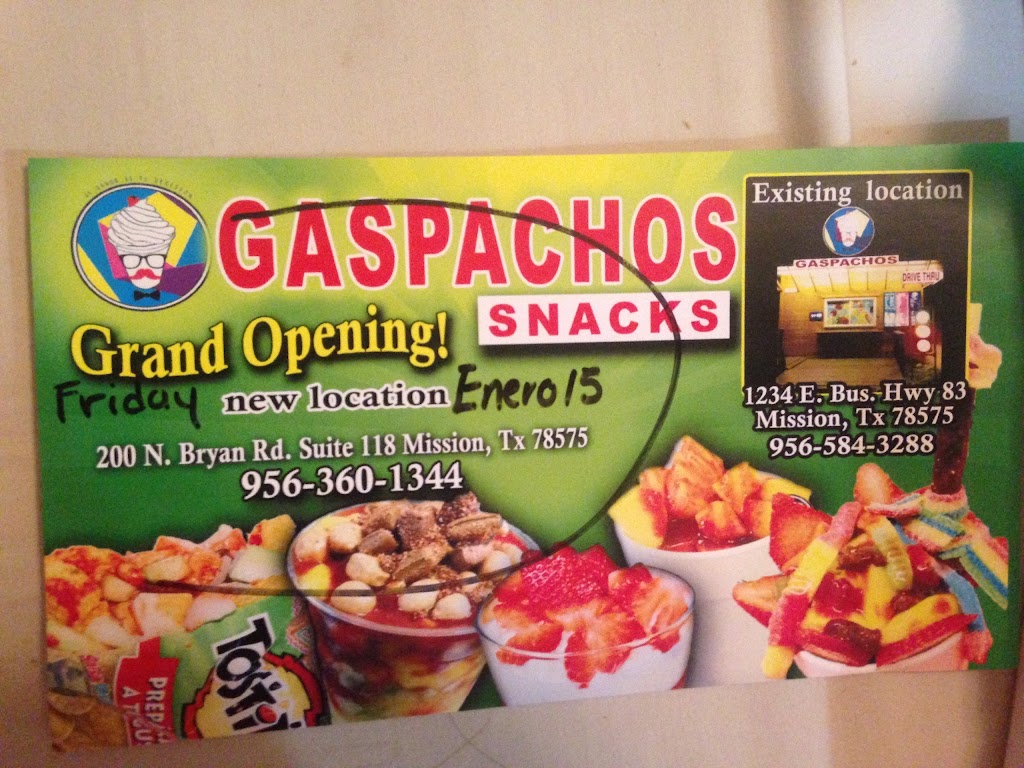 GASPACHOS
SNACKS
Grand Opening!
Friday new location Enero 15
200 N. Bryan Rd. Suite 118 Mission, Tx 78575
956-360-1344
Existing location
GASPACHOS
DRIVE THRU
1234 E. Bus. Hwy 83
Mission, Tx 78575
956-584-3288